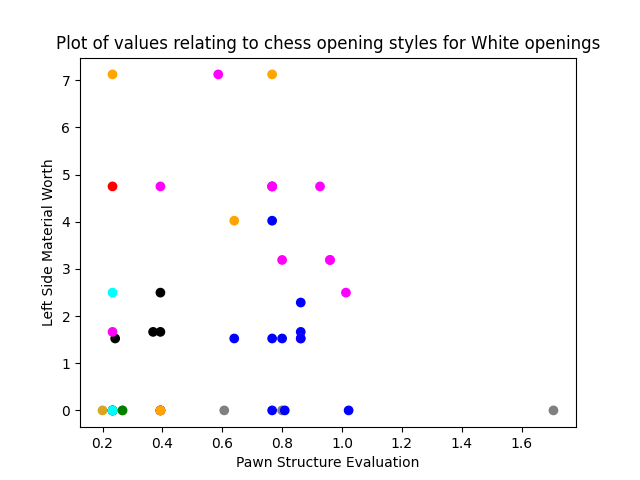 Plot of values relating to chess opening styles for White openings
7
6
5
4
3
2
1
0
Left Side Material Worth
0.2 0.4 0.6 0.8 1.0 1.2 1.4 1.6
Pawn Structure Evaluation